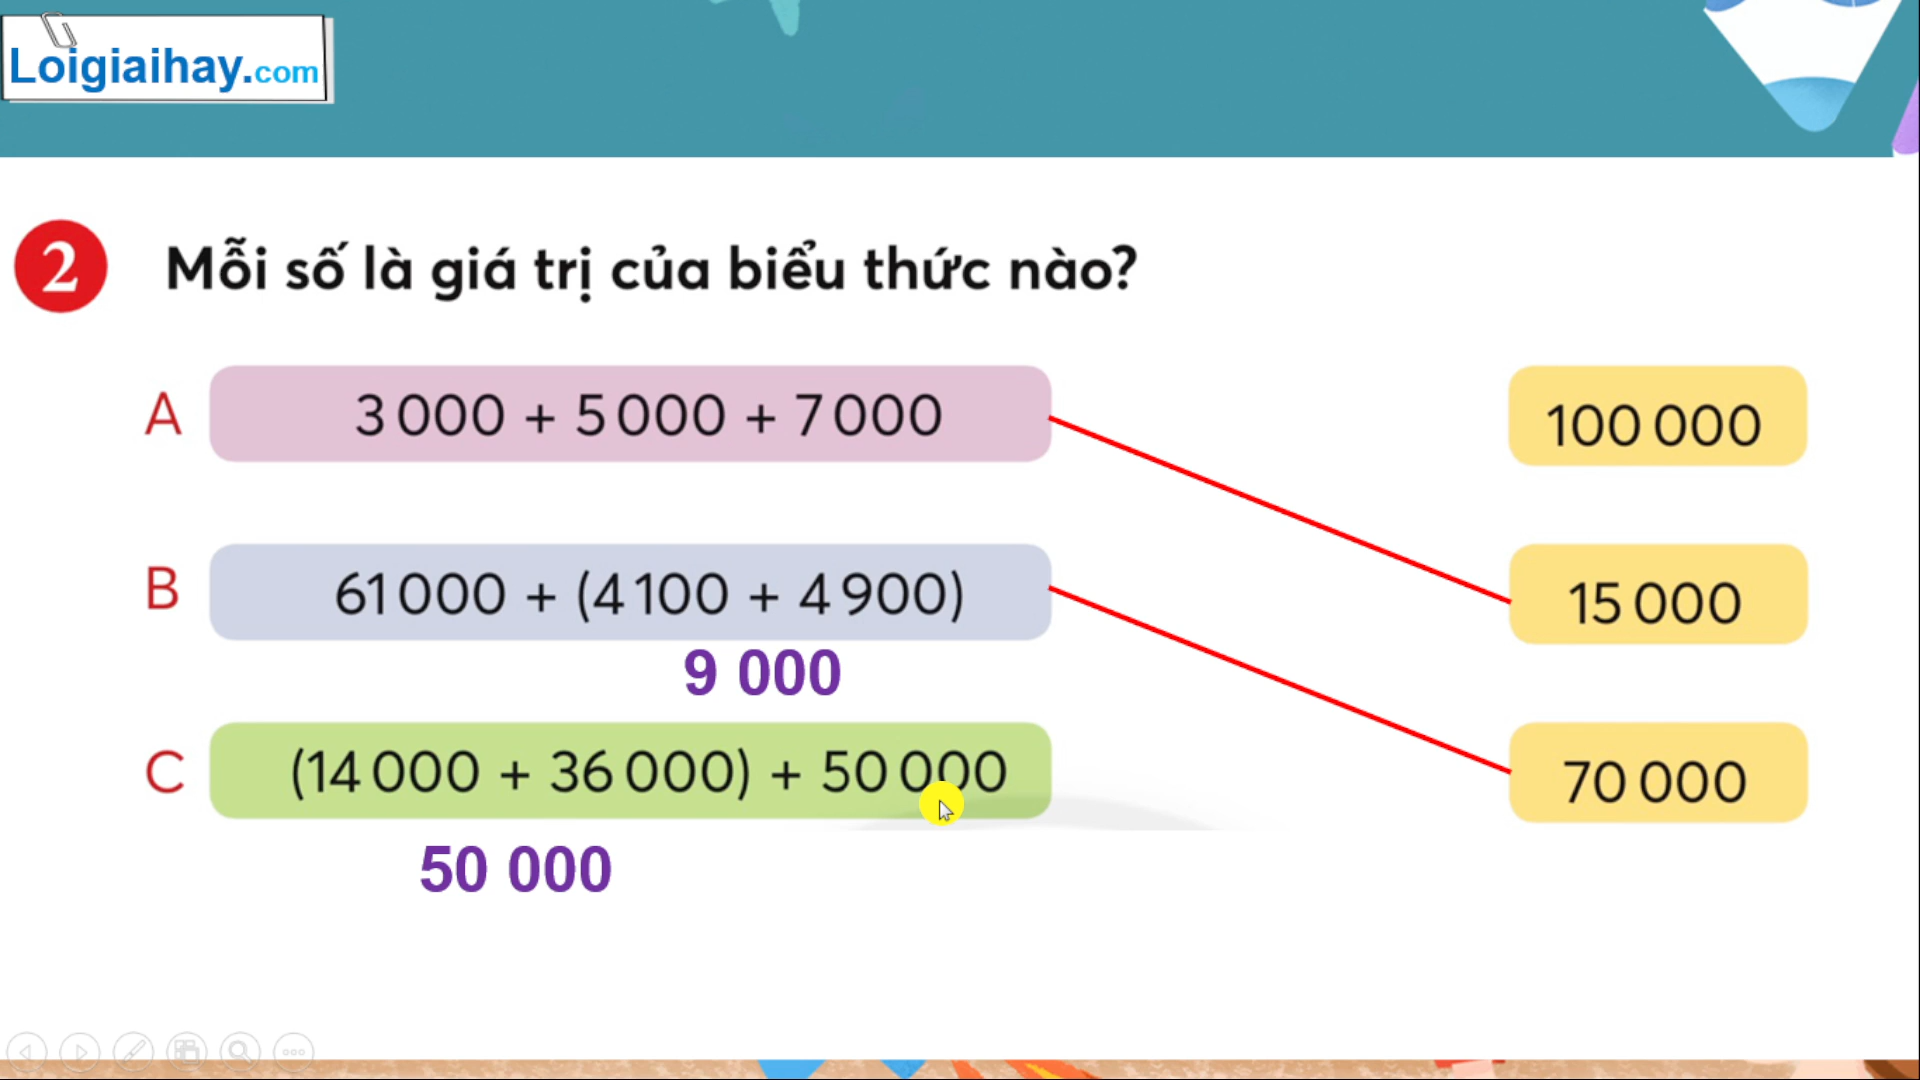 Loigiaihay.com
2 Mỗi số là giá trị của biểu thức nào?
A 3 000 + 5 000 + 7 000 100 000
B 61 000 + (4 100 + 4 900) 15 000
9 000
C (14 000 + 36 000) + 50 000 70 000
50 000